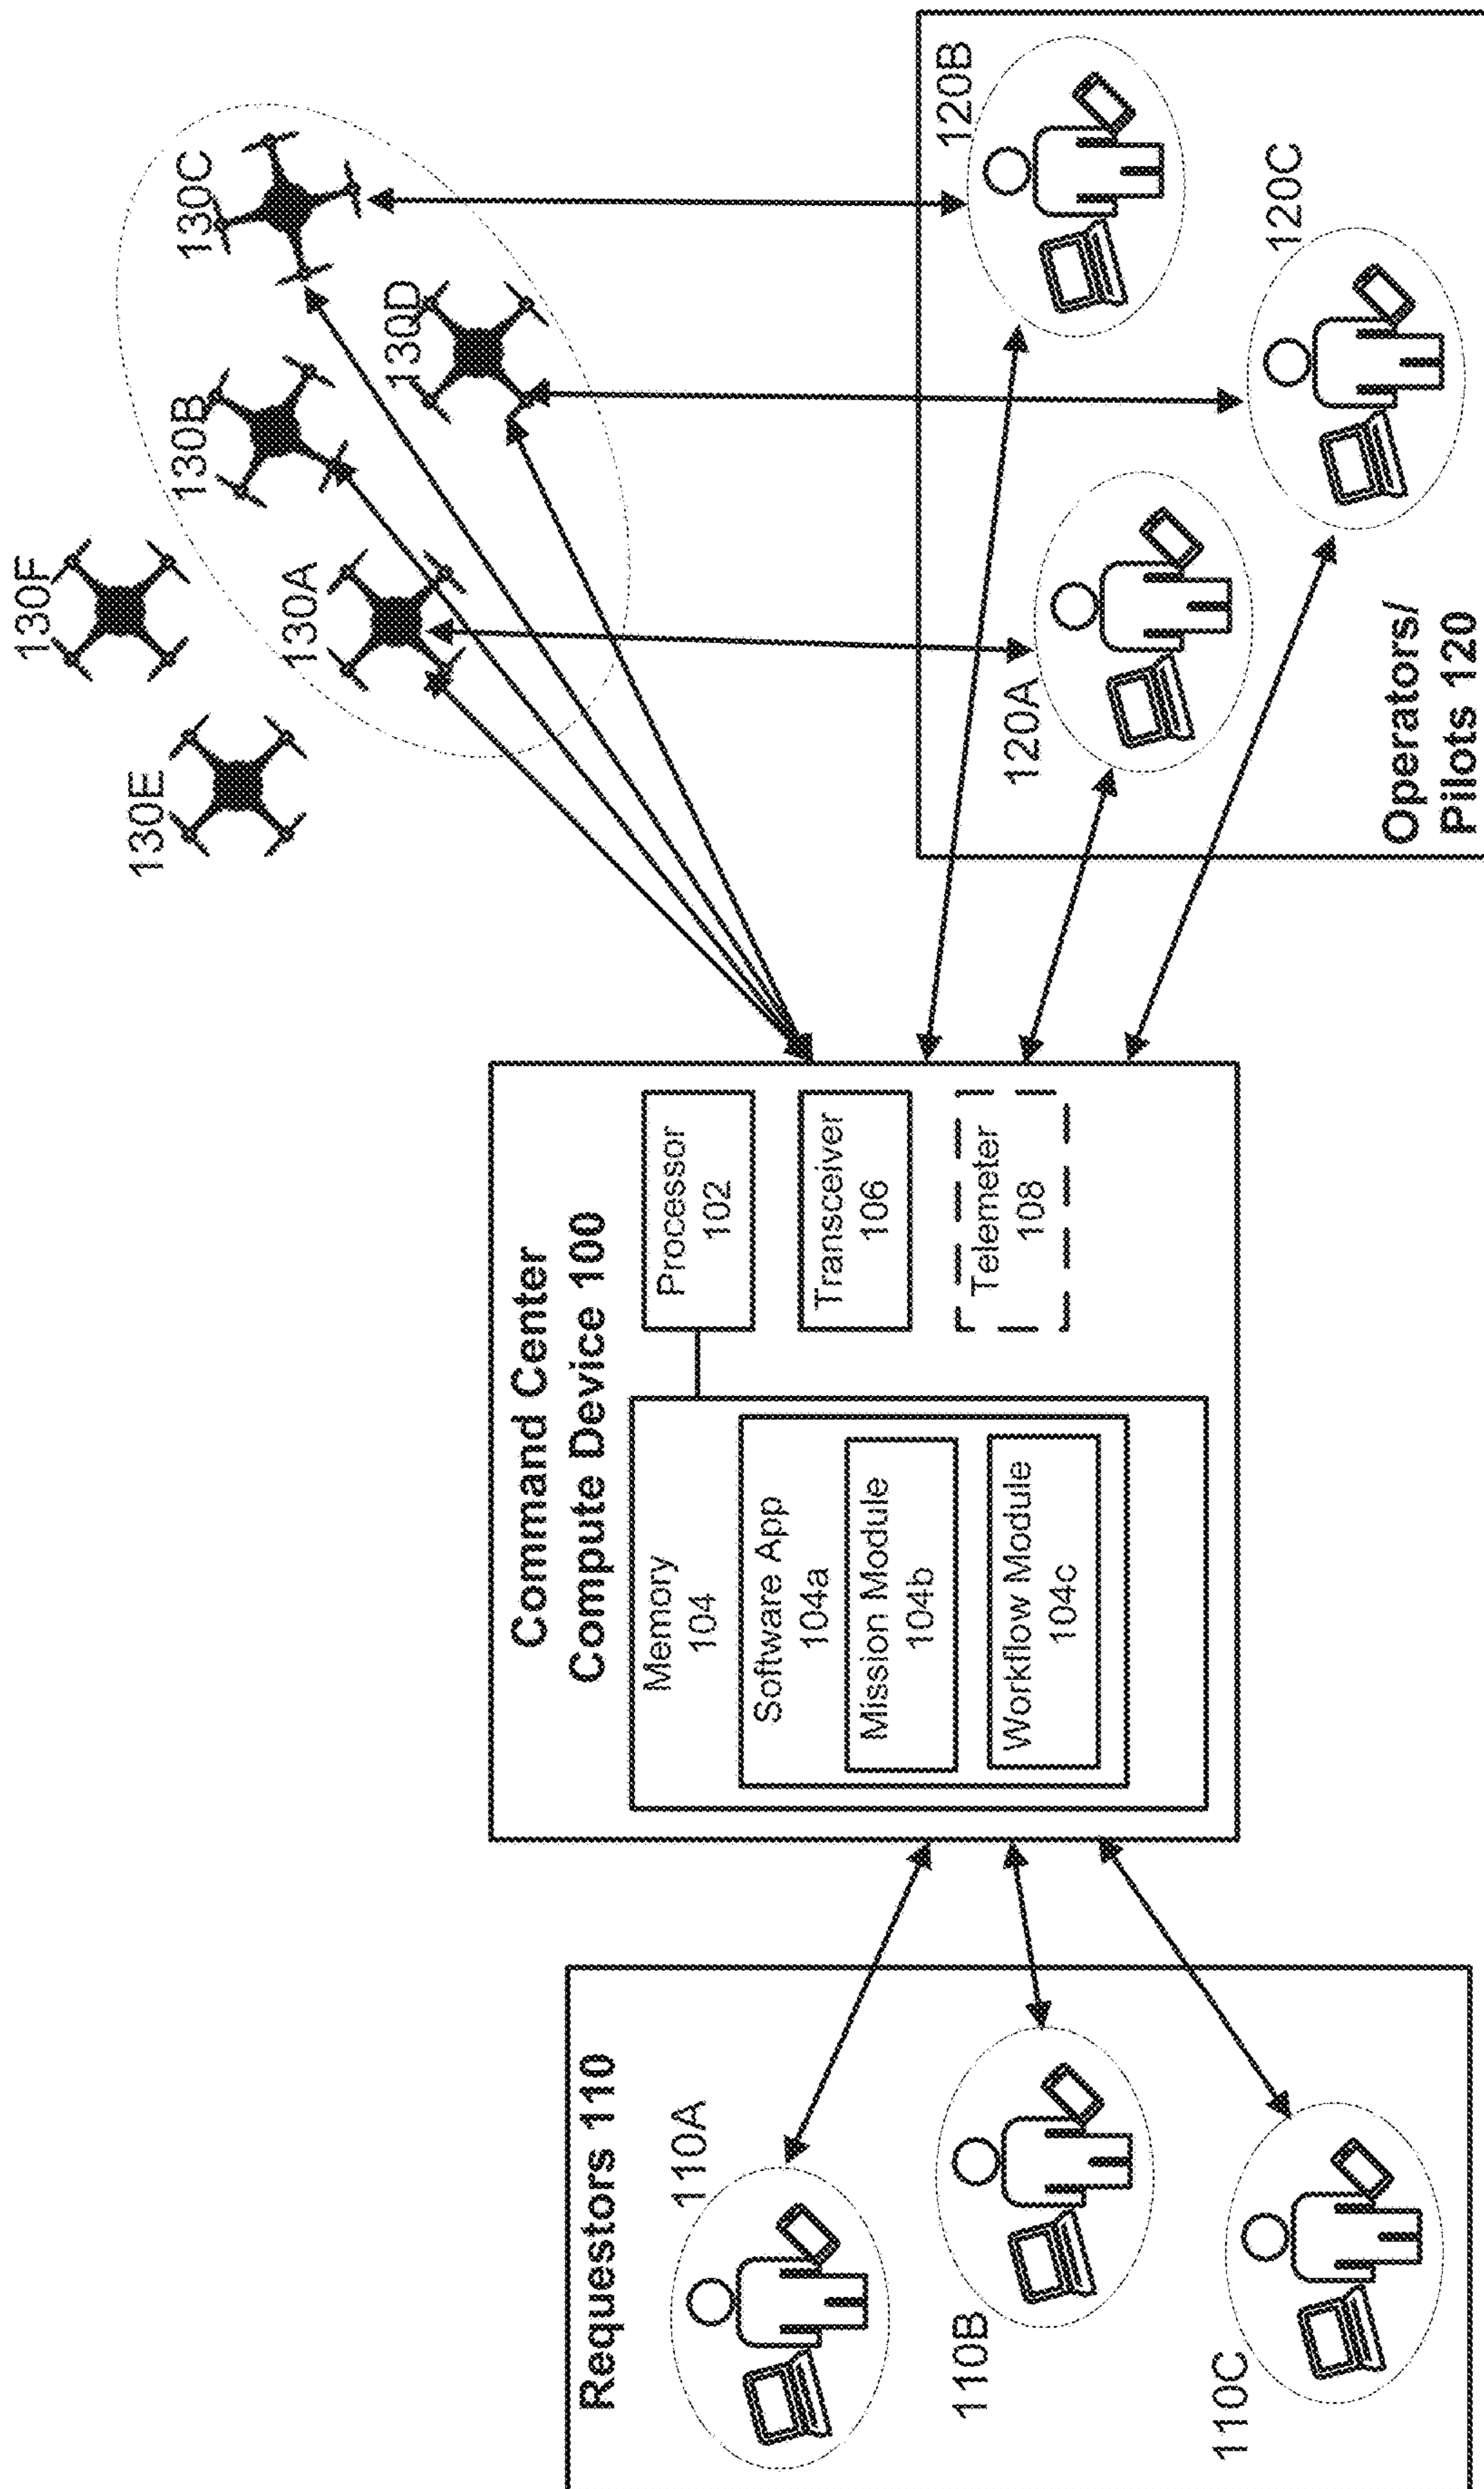 Requestors 110
110A
110B
110C
Command Center
Compute Device 100
Memory
104
Software App
104a
Mission Module
104b
Workflow Module
104c
Processor
102
Transceiver
106
Telemeter
108
130E
130F
130A
130B
130C
130D
120A
120B
120C
Operators/
Pilots 120